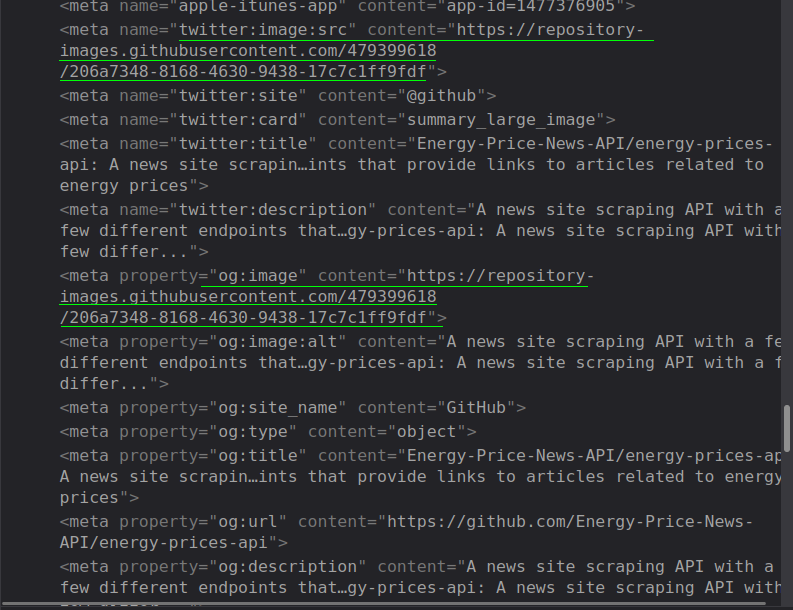 <meta name="apple-itunes-app" content="app-id=1477376905">
<meta name="twitter:image:src" content="https://repository-
images.githubusercontent.com/479399618
/206a7348-8168-4630-9438-17c7c1ff9fdf">
<meta name="twitter:site" content="@github">
<meta name="twitter:card" content="summary_large_image">
<meta name="twitter:title" content="Energy-Price-News-API/energy-prices-
api: A news site scrapin…ints that provide links to articles related to
energy prices">
<meta name="twitter:description" content="A news site scraping API with a
few different endpoints that…gy-prices-api: A news site scraping API with
few differ...">
<meta property="og:image" content="https://repository-
images.githubusercontent.com/479399618
/206a7348-8168-4630-9438-17c7c1ff9fdf">
<meta property="og:image:alt" content="A news site scraping API with a fe
different endpoints that…gy-prices-api: A news site scraping API with a f
differ...">
<meta property="og:site_name" content="GitHub">
<meta property="og:type" content="object">
<meta property="og:title" content="Energy-Price-News-API/energy-prices-ap
A news site scrapin…ints that provide links to articles related to energy
prices">
<meta property="og:url" content="https://github.com/Energy-Price-News-
API/energy-prices-api">
<meta property="og:description" content="A news site scraping API with a
few different endpoints that…gy-prices-api: A news site scraping API with